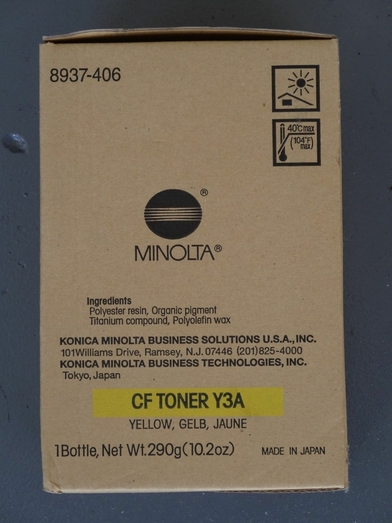 8937-406
40°C max
(104°F)
max)
MINOLTA®
Ingredients
Polyester resin, Organic pigment
Titanium compound, Polyolefin wax
KONICA MINOLTA BUSINESS SOLUTIONS U.S.A., INC.
101Williams Drive, Ramsey, N.J. 07446 (201)825-4000
KONICA MINOLTA BUSINESS TECHNOLOGIES, INC.
Tokyo, Japan
CF TONER Y3A
YELLOW, GELB, JAUNE
1Bottle, Net Wt.290g(10.2oz) MADE IN JAPAN